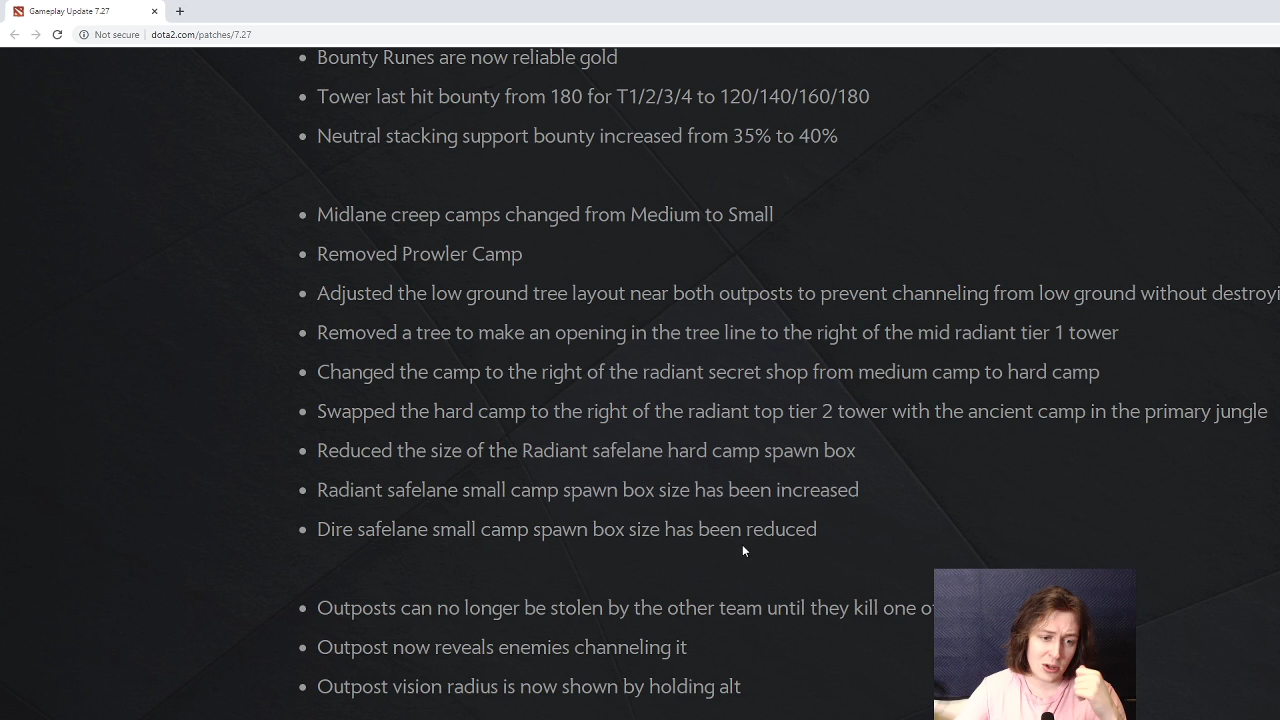 Gameplay Update 7.27
Not secure
dota2.com/patches/7.27
Bounty Runes are now reliable gold
Tower last hit bounty from 180 for T1/2/3/4 to 120/140/160/180
Neutral stacking support bounty increased from 35% to 40%
Midlane creep camps changed from Medium to Small
Removed Prowler Camp
Adjusted the low ground tree layout near both outposts to prevent channeling from low ground without destroyi
Removed a tree to make an opening in the tree line to the right of the mid radiant tier 1 tower
Changed the camp to the right of the radiant secret shop from medium camp to hard camp
Swapped the hard camp to the right of the radiant top tier 2 tower with the ancient camp in the primary jungle
Reduced the size of the Radiant safelane hard camp spawn box
Radiant safelane small camp spawn box size has been increased
Dire safelane small camp spawn box size has been reduced
Outposts can no longer be stolen by the other team until they kill one o
Outpost now reveals enemies channeling it
Outpost vision radius is now shown by holding alt